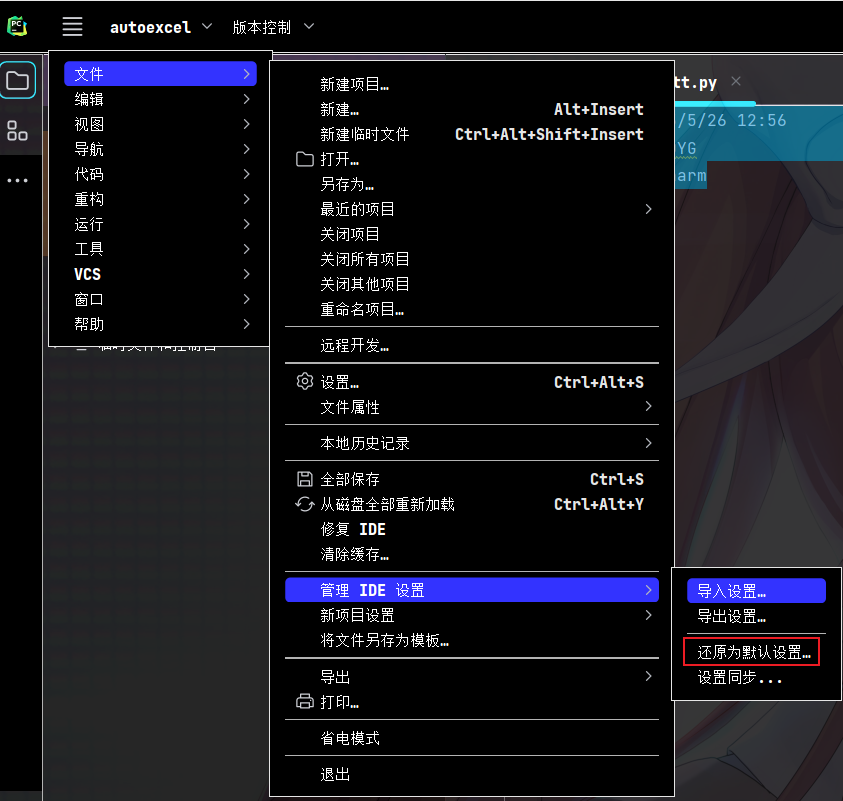 PC
autoexcel
版本控制
文件
编辑
视图
导航
代码
重构
运行
工具
VCS
窗口
帮助
临时文件和控制台
新建项目…
新建… Alt+Insert
新建临时文件 Ctrl+Alt+Shift+Insert
打开…
另存为…
最近的项目
关闭项目
关闭所有项目
关闭其他项目
重命名项目…
远程开发…
设置… Ctrl+Alt+S
文件属性
本地历史记录
全部保存 Ctrl+S
从磁盘全部重新加载 Ctrl+Alt+Y
修复 IDE
清除缓存…
管理 IDE 设置
新项目设置
将文件另存为模板…
导出
打印…
省电模式
退出
tt.py
/5/26 12:56
YG
arm
导入设置…
导出设置…
还原为默认设置…
设置同步...